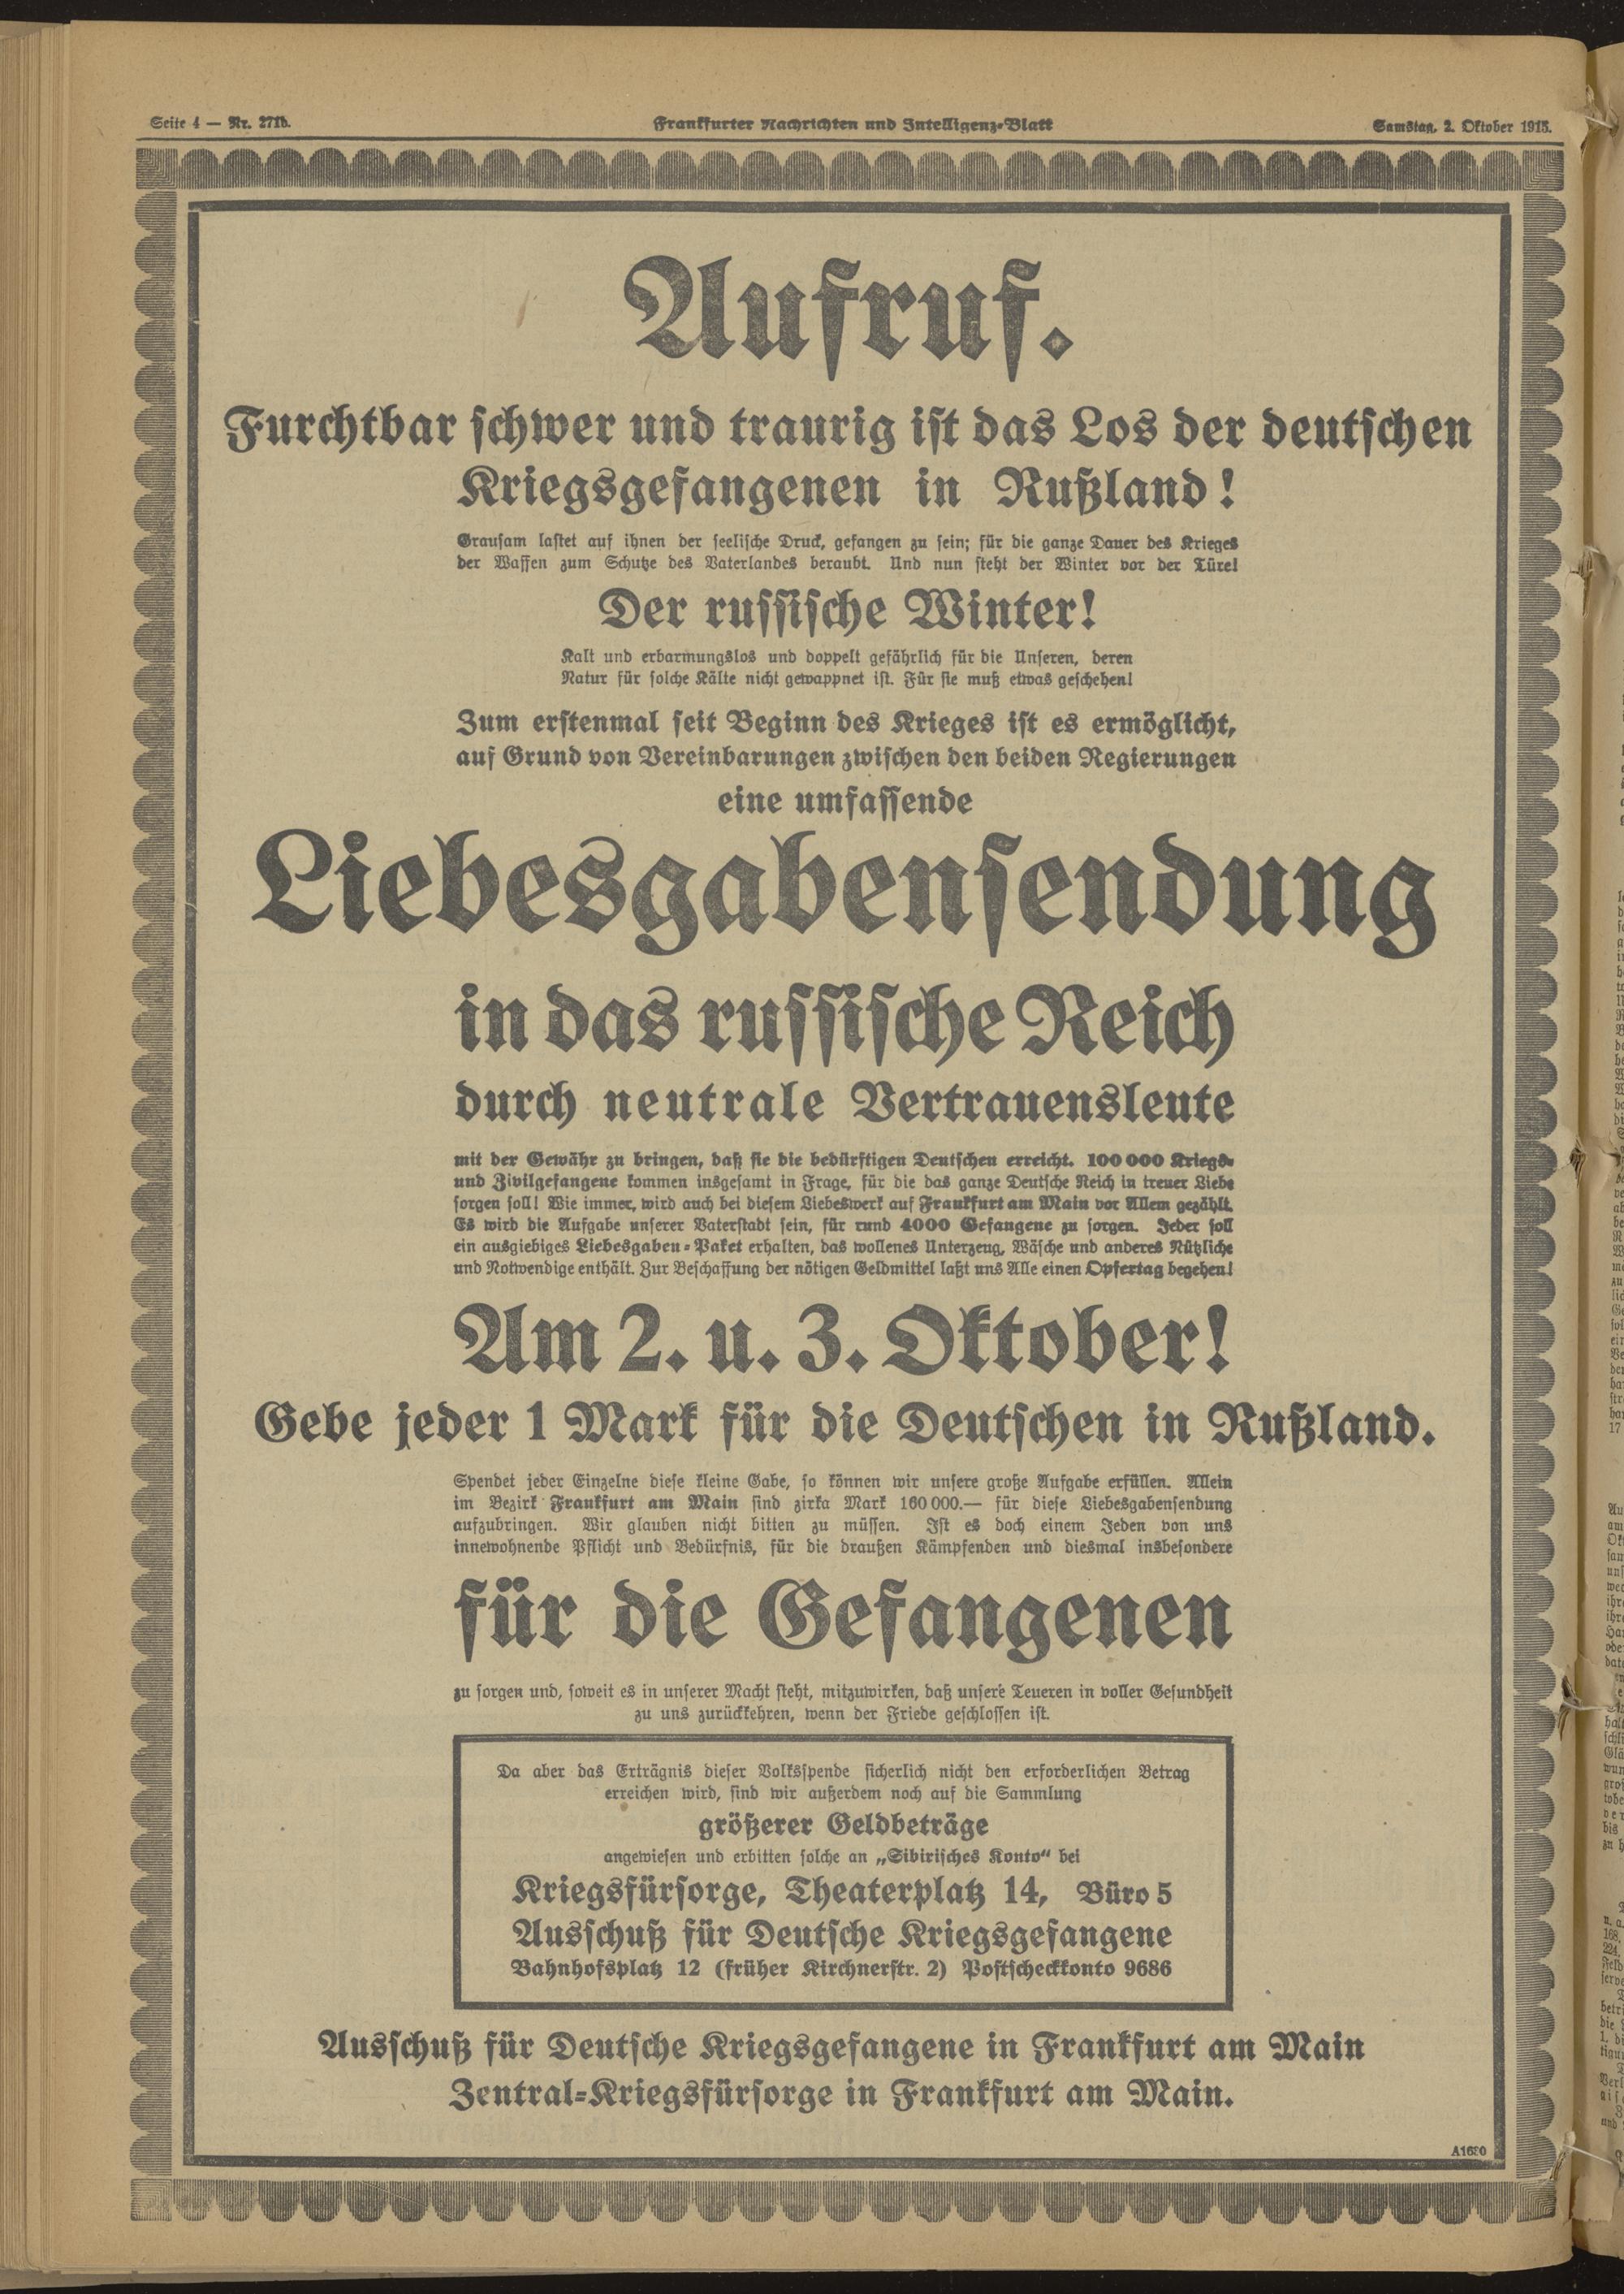 Seite 4 — Nr. 271b.
Frankfurter Nachrichten und Intelligenz-Blatt
Samstag, 2. Oktober 1915.
Aufruf.
Furchtbar schwer und traurig ist das Los der deutschen
Kriegsgefangenen in Rußland!
Grausam lastet auf ihnen der seelische Druck, gefangen zu sein; für die ganze Dauer des Krieges
der Waffen zum Schutze des Vaterlandes beraubt. Und nun steht der Winter vor der Türe!
Der russische Winter!
Kalt und erbarmungslos und doppelt gefährlich für die Unseren, deren
Natur für solche Kälte nicht gewappnet ist. Für sie muß etwas geschehen!
Zum erstenmal seit Beginn des Krieges ist es ermöglicht,
auf Grund von Vereinbarungen zwischen den beiden Regierungen
eine umfassende
Liebesgabensendung
in das russische Reich
durch neutrale Vertrauensleute
mit der Gewähr zu bringen, daß sie die bedürftigen Deutschen erreicht. 100 000 Kriegs-
und Zivilgefangene kommen insgesamt in Frage, für die das ganze Deutsche Reich in treuer Liebe
sorgen soll! Wie immer, wird auch bei diesem Liebeswerk auf Frankfurt am Main vor Allem gezählt.
Es wird die Aufgabe unserer Vaterstadt sein, für rund 4000 Gefangene zu sorgen. Jeder soll
ein ausgiebiges Liebesgaben-Paket erhalten, das wollenes Unterzeug, Wäsche und anderes Nützliche
und Notwendige enthält. Zur Beschaffung der nötigen Geldmittel laßt uns Alle einen Opfertag begehen!
Am 2. u. 3. Oktober!
Gebe jeder 1 Mark für die Deutschen in Rußland.
Spendet jeder Einzelne diese kleine Gabe, so können wir unsere große Aufgabe erfüllen. Allein
im Bezirk Frankfurt am Main sind zirka Mark 160 000.— für diese Liebesgabensendung
aufzubringen. Wir glauben nicht bitten zu müssen. Ist es doch einem Jeden von uns
innewohnende Pflicht und Bedürfnis, für die draußen Kämpfenden und diesmal insbesondere
für die Gefangenen
zu sorgen und, soweit es in unserer Macht steht, mitzuwirken, daß unsere Teueren in voller Gesundheit
zu uns zurückkehren, wenn der Friede geschlossen ist.
Da aber das Erträgnis dieser Volksspende sicherlich nicht den erforderlichen Betrag
erreichen wird, sind wir außerdem noch auf die Sammlung
größerer Geldbeträge
angewiesen und erbitten solche an „Sibirisches Konto“ bei
Kriegsfürsorge, Theaterplatz 14, Büro 5
Ausschuß für Deutsche Kriegsgefangene
Bahnhofsplatz 12 (früher Kirchnerstr. 2) Postscheckkonto 9686
Ausschuß für Deutsche Kriegsgefangene in Frankfurt am Main
Zentral-Kriegsfürsorge in Frankfurt am Main.